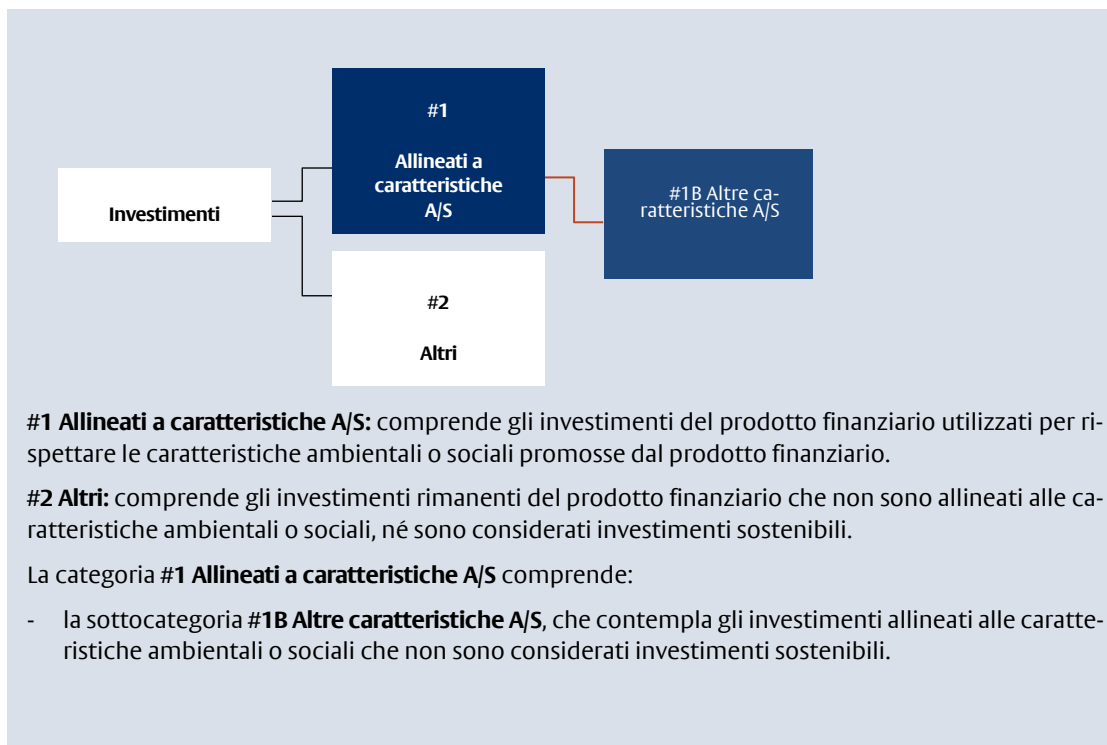 #1
Allineati a
caratteristiche
A/S
Investimenti
#1B Altre ca-
ratteristiche A/S
#2
Altri
#1 Allineati a caratteristiche A/S: comprende gli investimenti del prodotto finanziario utilizzati per ri-
spettare le caratteristiche ambientali o sociali promosse dal prodotto finanziario.
#2 Altri: comprende gli investimenti rimanenti del prodotto finanziario che non sono allineati alle ca-
ratteristiche ambientali o sociali, né sono considerati investimenti sostenibili.
La categoria #1 Allineati a caratteristiche A/S comprende:
- la sottocategoria #1B Altre caratteristiche A/S, che contempla gli investimenti allineati alle caratte-
ristiche ambientali o sociali che non sono considerati investimenti sostenibili.